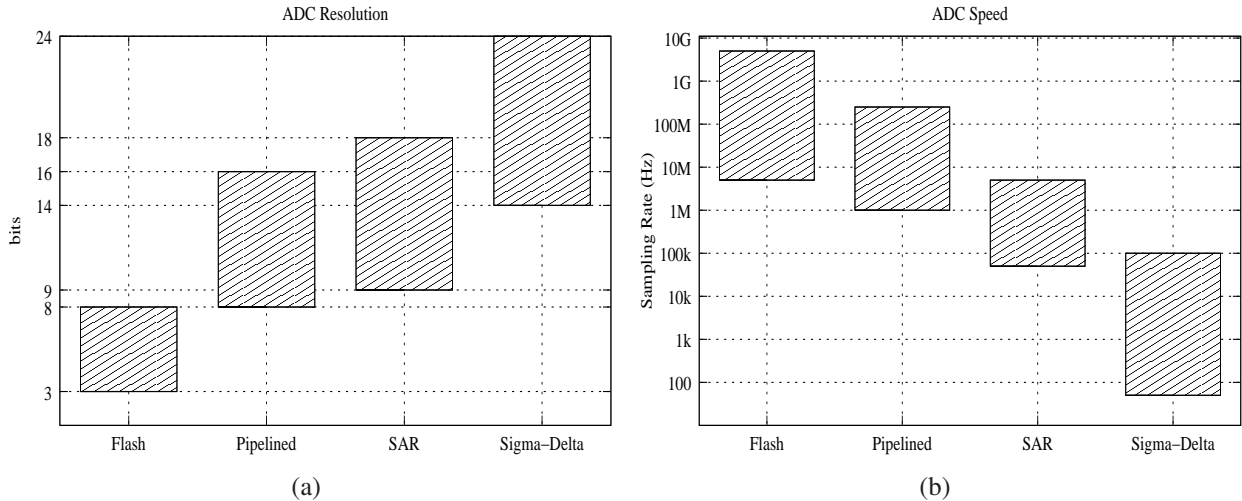 ADC Resolution
24
18
16
14
9
8
3
bits
Flash
Pipelined
SAR
Sigma−Delta
(a)
ADC Speed
10G
1G
100M
10M
1M
100k
10k
1k
100
Sampling Rate (Hz)
Flash
Pipelined
SAR
Sigma−Delta
(b)